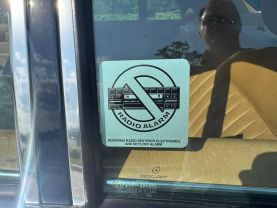 RADIO ALARM
REMOVING RADIO DESTROYS ELECTRONICS
AND SETS OFF ALARM